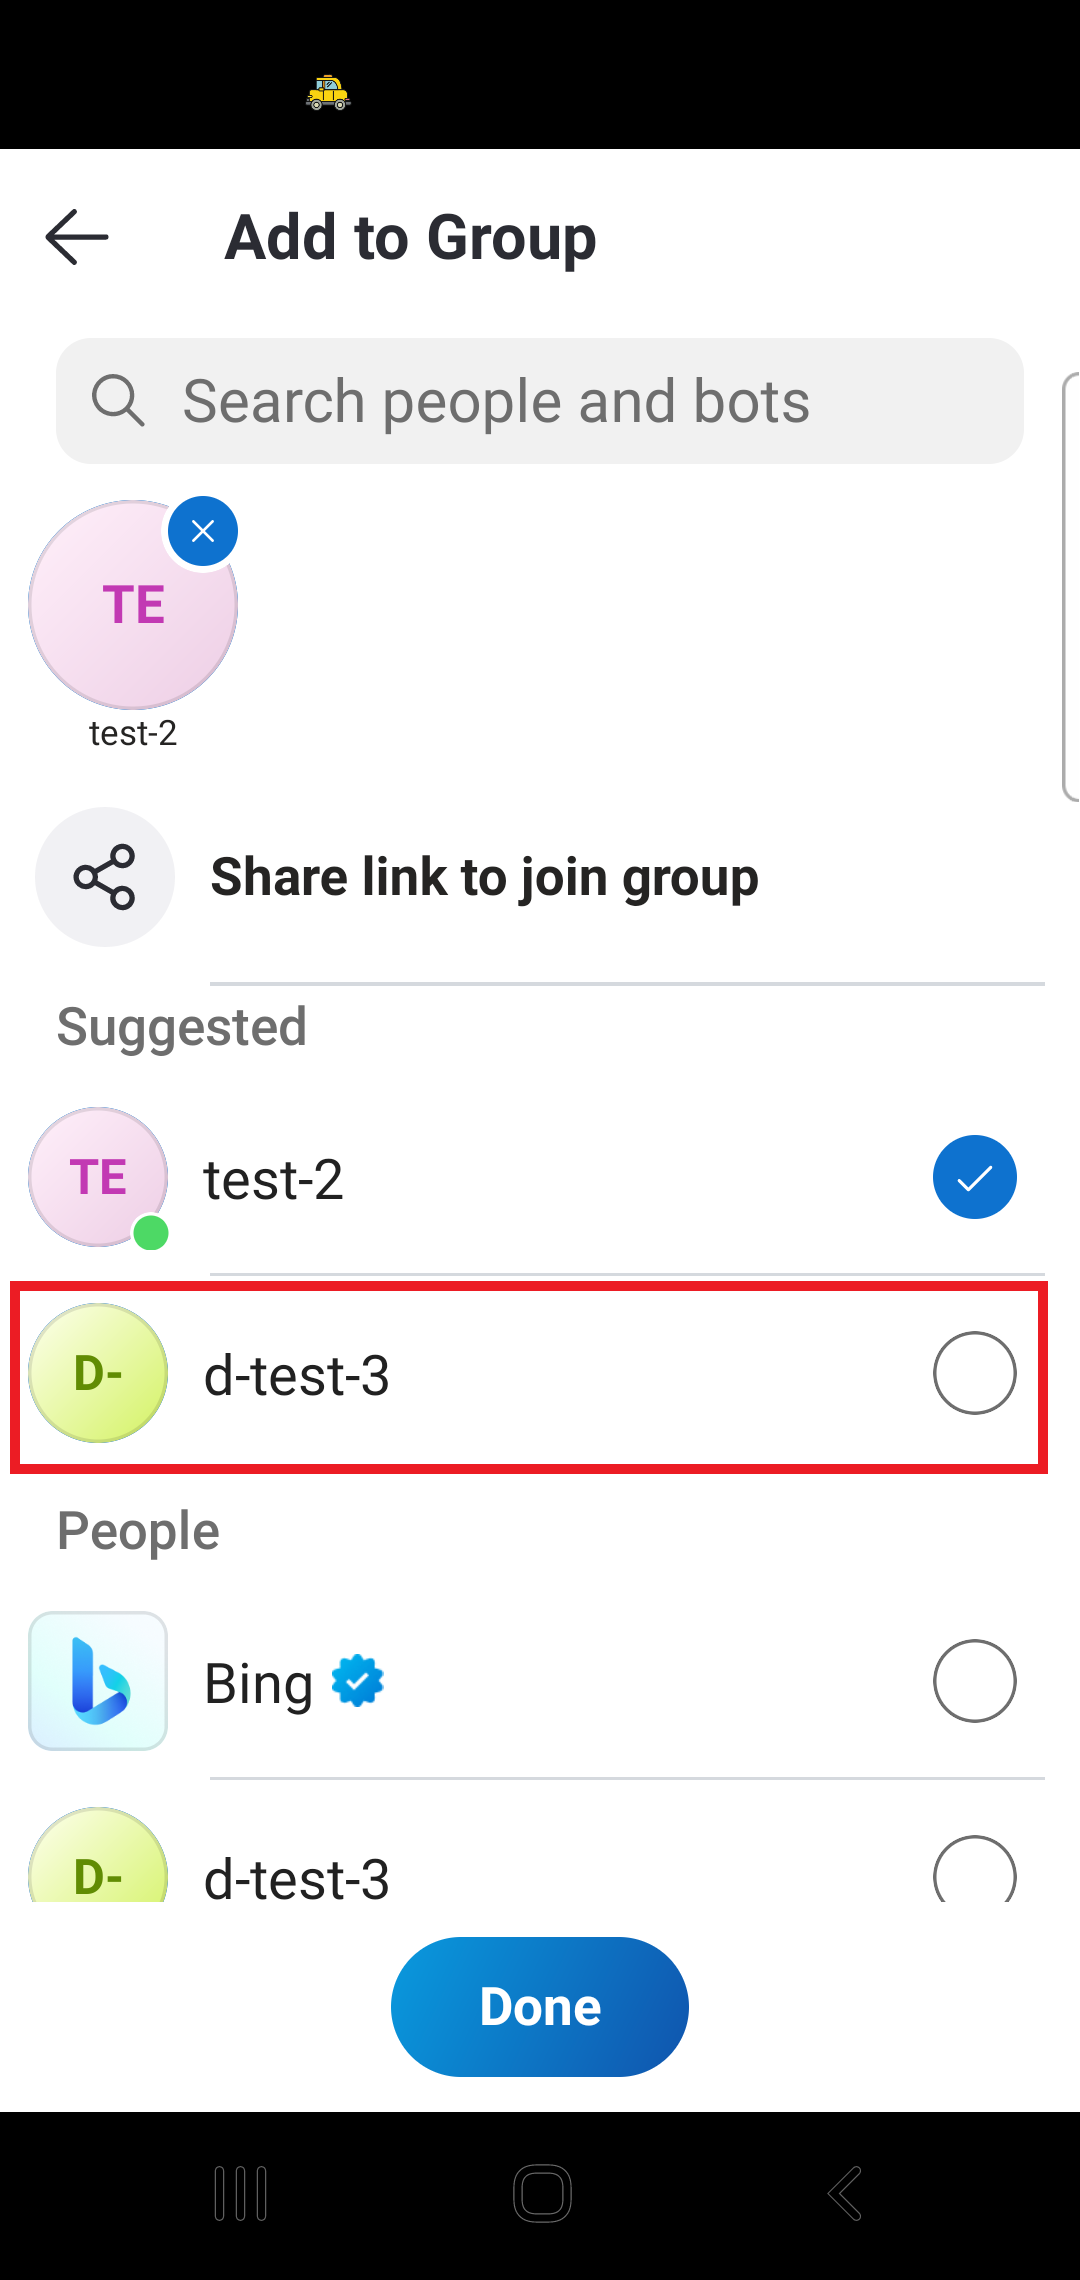 Add to Group
Search people and bots
TE
test-2
Share link to join group
Suggested
TE
test-2
D-
d-test-3
People
Bing
D-
d-test-3
Done